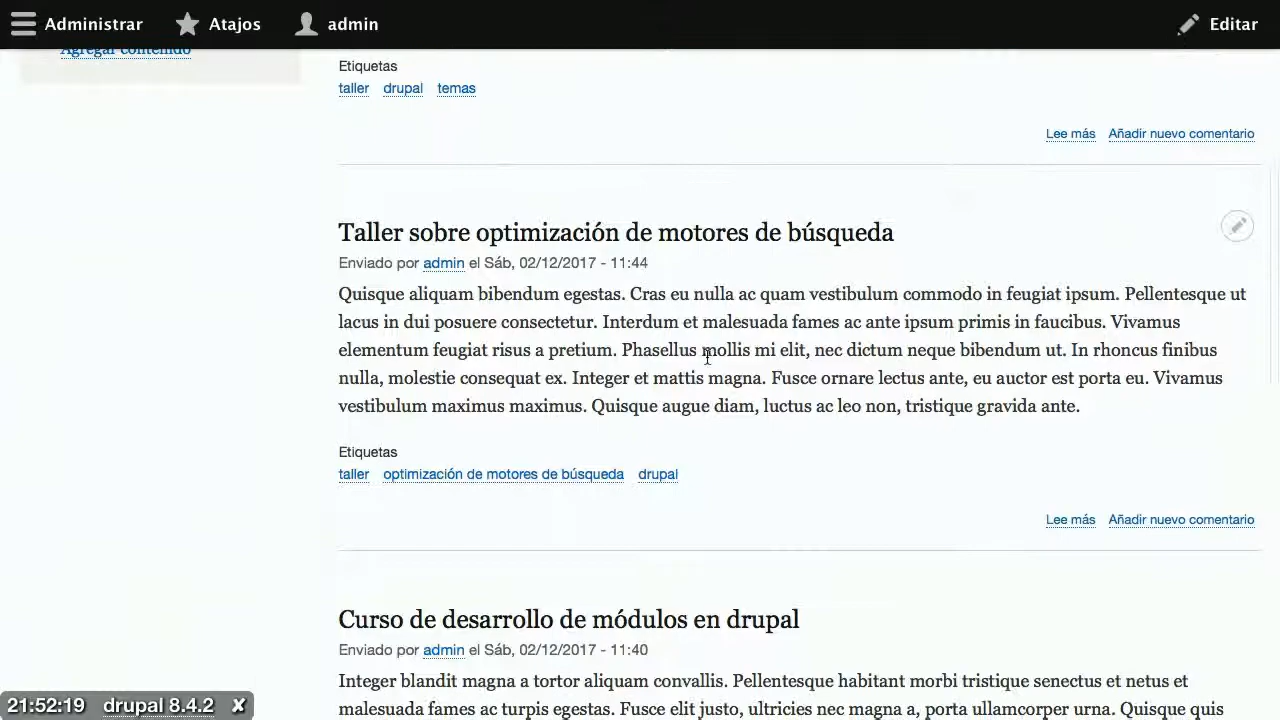 Administrar Atajos admin Editar
Agregar contenido
Etiquetas
taller drupal temas
Lee más Añadir nuevo comentario
Taller sobre optimización de motores de búsqueda
Enviado por admin el Sáb, 02/12/2017 - 11:44
Quisque aliquam bibendum egestas. Cras eu nulla ac quam vestibulum commodo in feugiat ipsum. Pellentesque ut
lacus in dui posuere consectetur. Interdum et malesuada fames ac ante ipsum primis in faucibus. Vivamus
elementum feugiat risus a pretium. Phasellus mollis mi elit, nec dictum neque bibendum ut. In rhoncus finibus
nulla, molestie consequat ex. Integer et mattis magna. Fusce ornare lectus ante, eu auctor est porta eu. Vivamus
vestibulum maximus maximus. Quisque augue diam, luctus ac leo non, tristique gravida ante.
Etiquetas
taller optimización de motores de búsqueda drupal
Lee más Añadir nuevo comentario
Curso de desarrollo de módulos en drupal
Enviado por admin el Sáb, 02/12/2017 - 11:40
Integer blandit magna a tortor aliquam convallis. Pellentesque habitant morbi tristique senectus et netus et
malesuada fames ac turpis egestas. Fusce elit justo, ultricies nec magna a, porta ullamcorper urna. Quisque quis
21:52:19 drupal 8.4.2 ✘